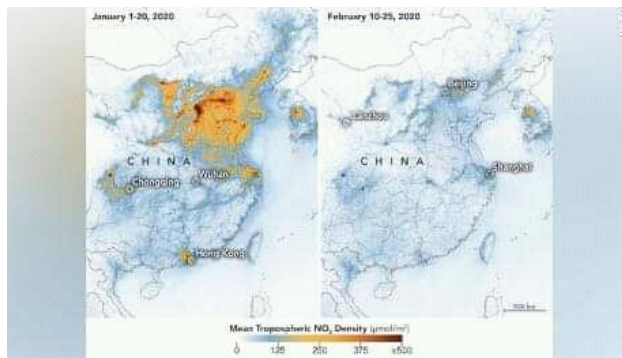 January 1-20, 2020
February 10-25, 2020
Beijing
Lanzhou
CHINA
CHINA
Wuhan
Chongqing
Shanghai
Hong Kong
Mean Tropospheric NO₂ Density (μmol/m²)
0 125 250 375 ≥500